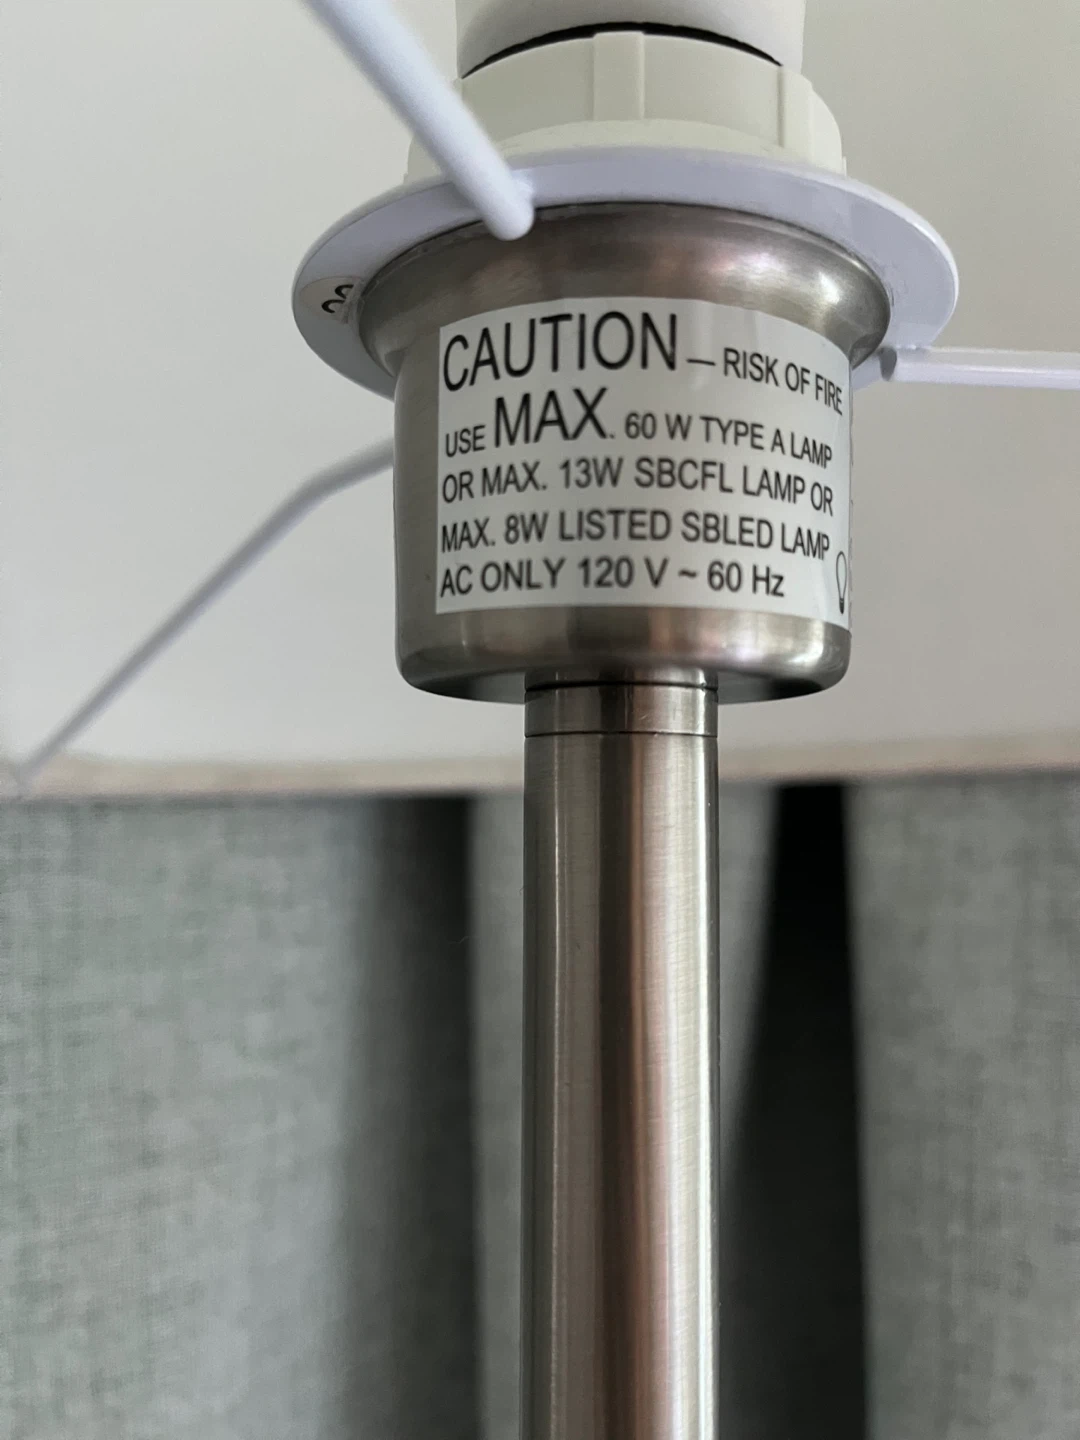 CAUTION — RISK OF FIRE
USE MAX. 60 W TYPE A LAMP
OR MAX. 13W SBCFL LAMP OR
MAX. 8W LISTED SBLED LAMP
AC ONLY 120 V ~ 60 Hz